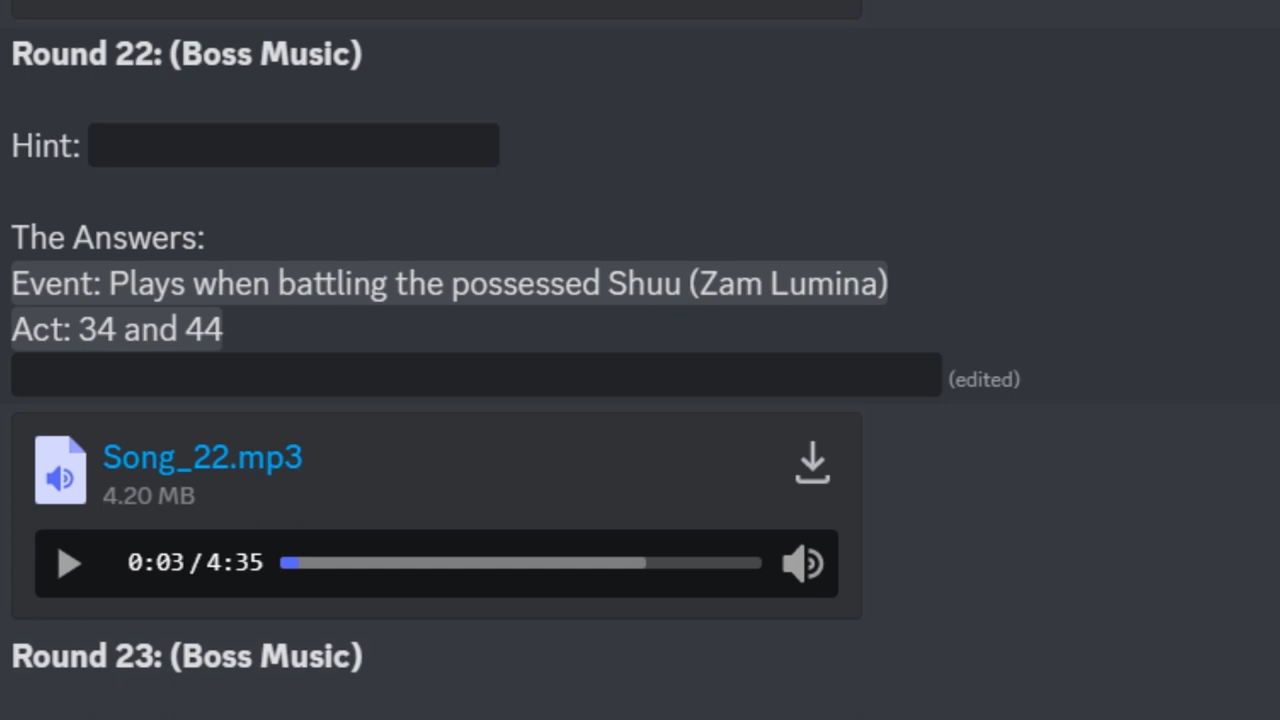 Round 22: (Boss Music)
Hint:
The Answers:
Event: Plays when battling the possessed Shuu (Zam Lumina)
Act: 34 and 44
(edited)
Song_22.mp3
4.20 MB
0:03 / 4:35
Round 23: (Boss Music)